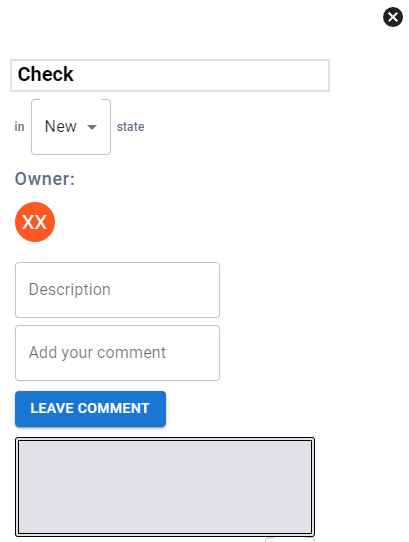 Check
in New state
Owner:
XX
Description
Add your comment
LEAVE COMMENT